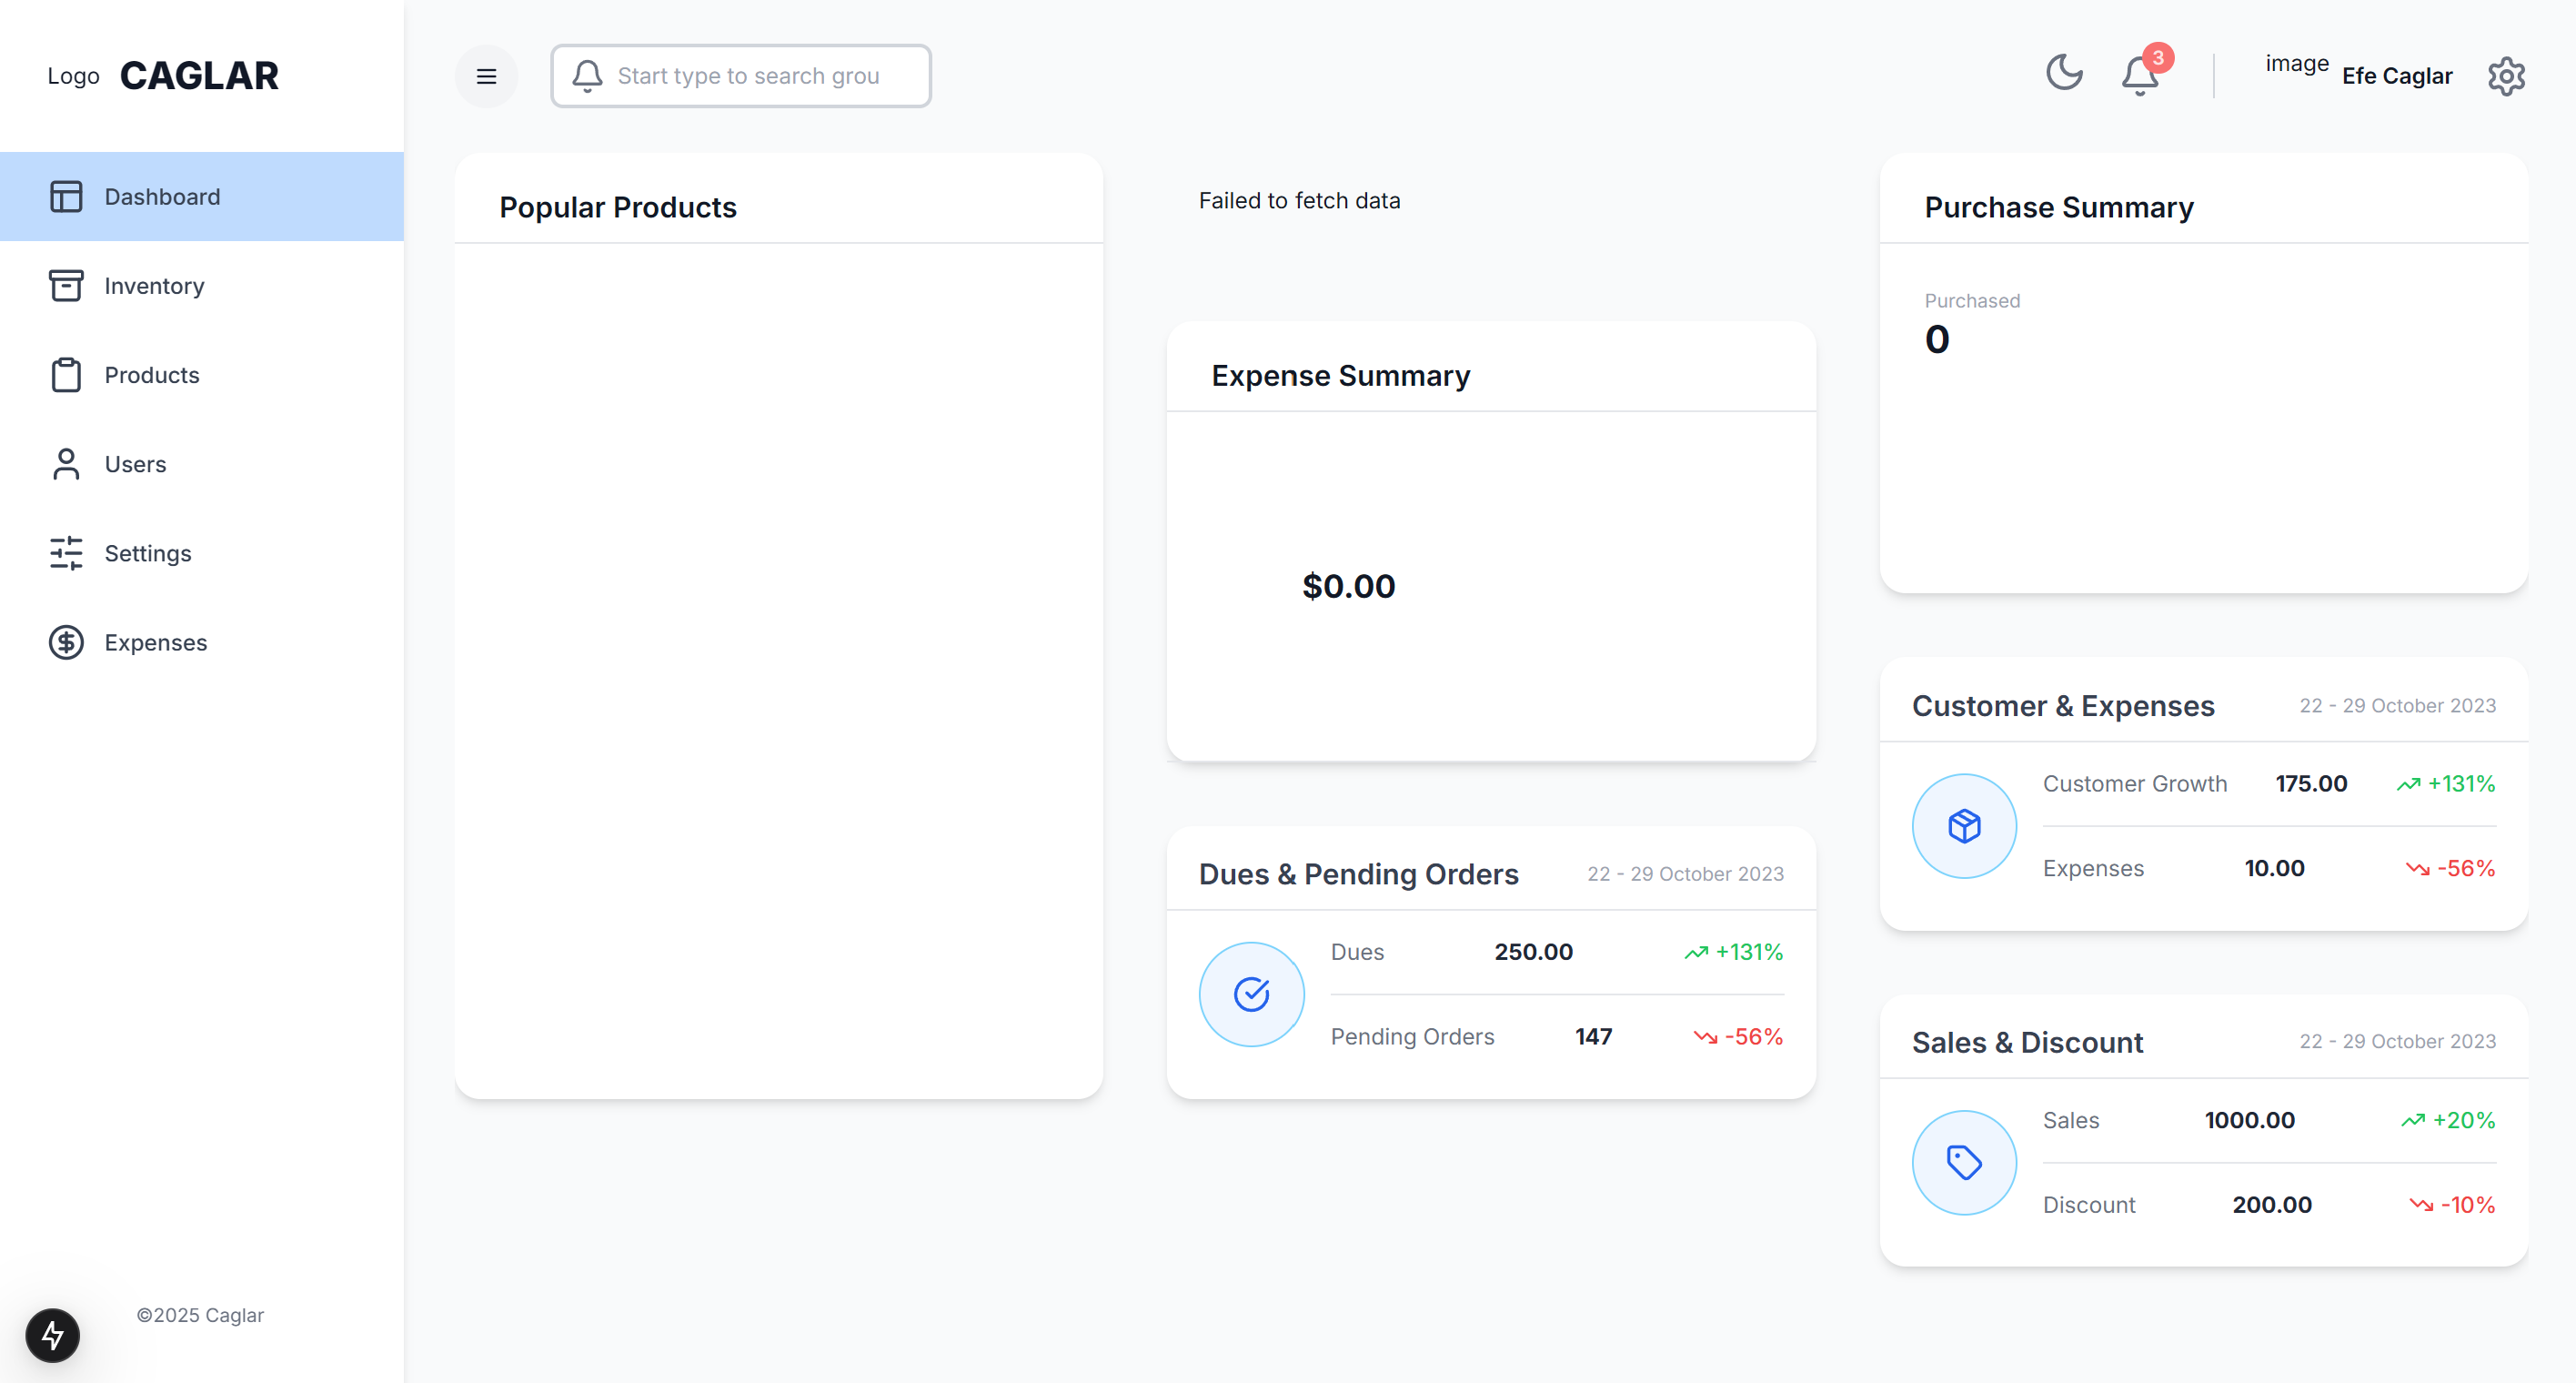 Logo CAGLAR
Dashboard
Inventory
Products
Users
Settings
Expenses
©2025 Caglar
Start type to search grou
3
image
Efe Caglar
Popular Products
Failed to fetch data
Expense Summary
$0.00
Dues & Pending Orders 22 - 29 October 2023
Dues 250.00 +131%
Pending Orders 147 -56%
Purchase Summary
Purchased
0
Customer & Expenses 22 - 29 October 2023
Customer Growth 175.00 +131%
Expenses 10.00 -56%
Sales & Discount 22 - 29 October 2023
Sales 1000.00 +20%
Discount 200.00 -10%